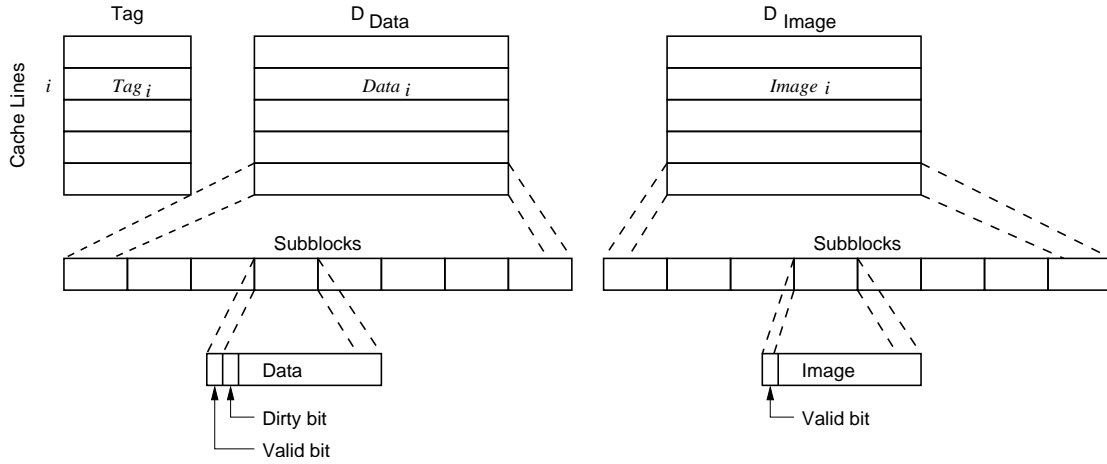 Tag
D Data
D Image
Cache Lines
i
Tag i
Data i
Image i
Subblocks
Subblocks
Data
Image
Dirty bit
Valid bit
Valid bit